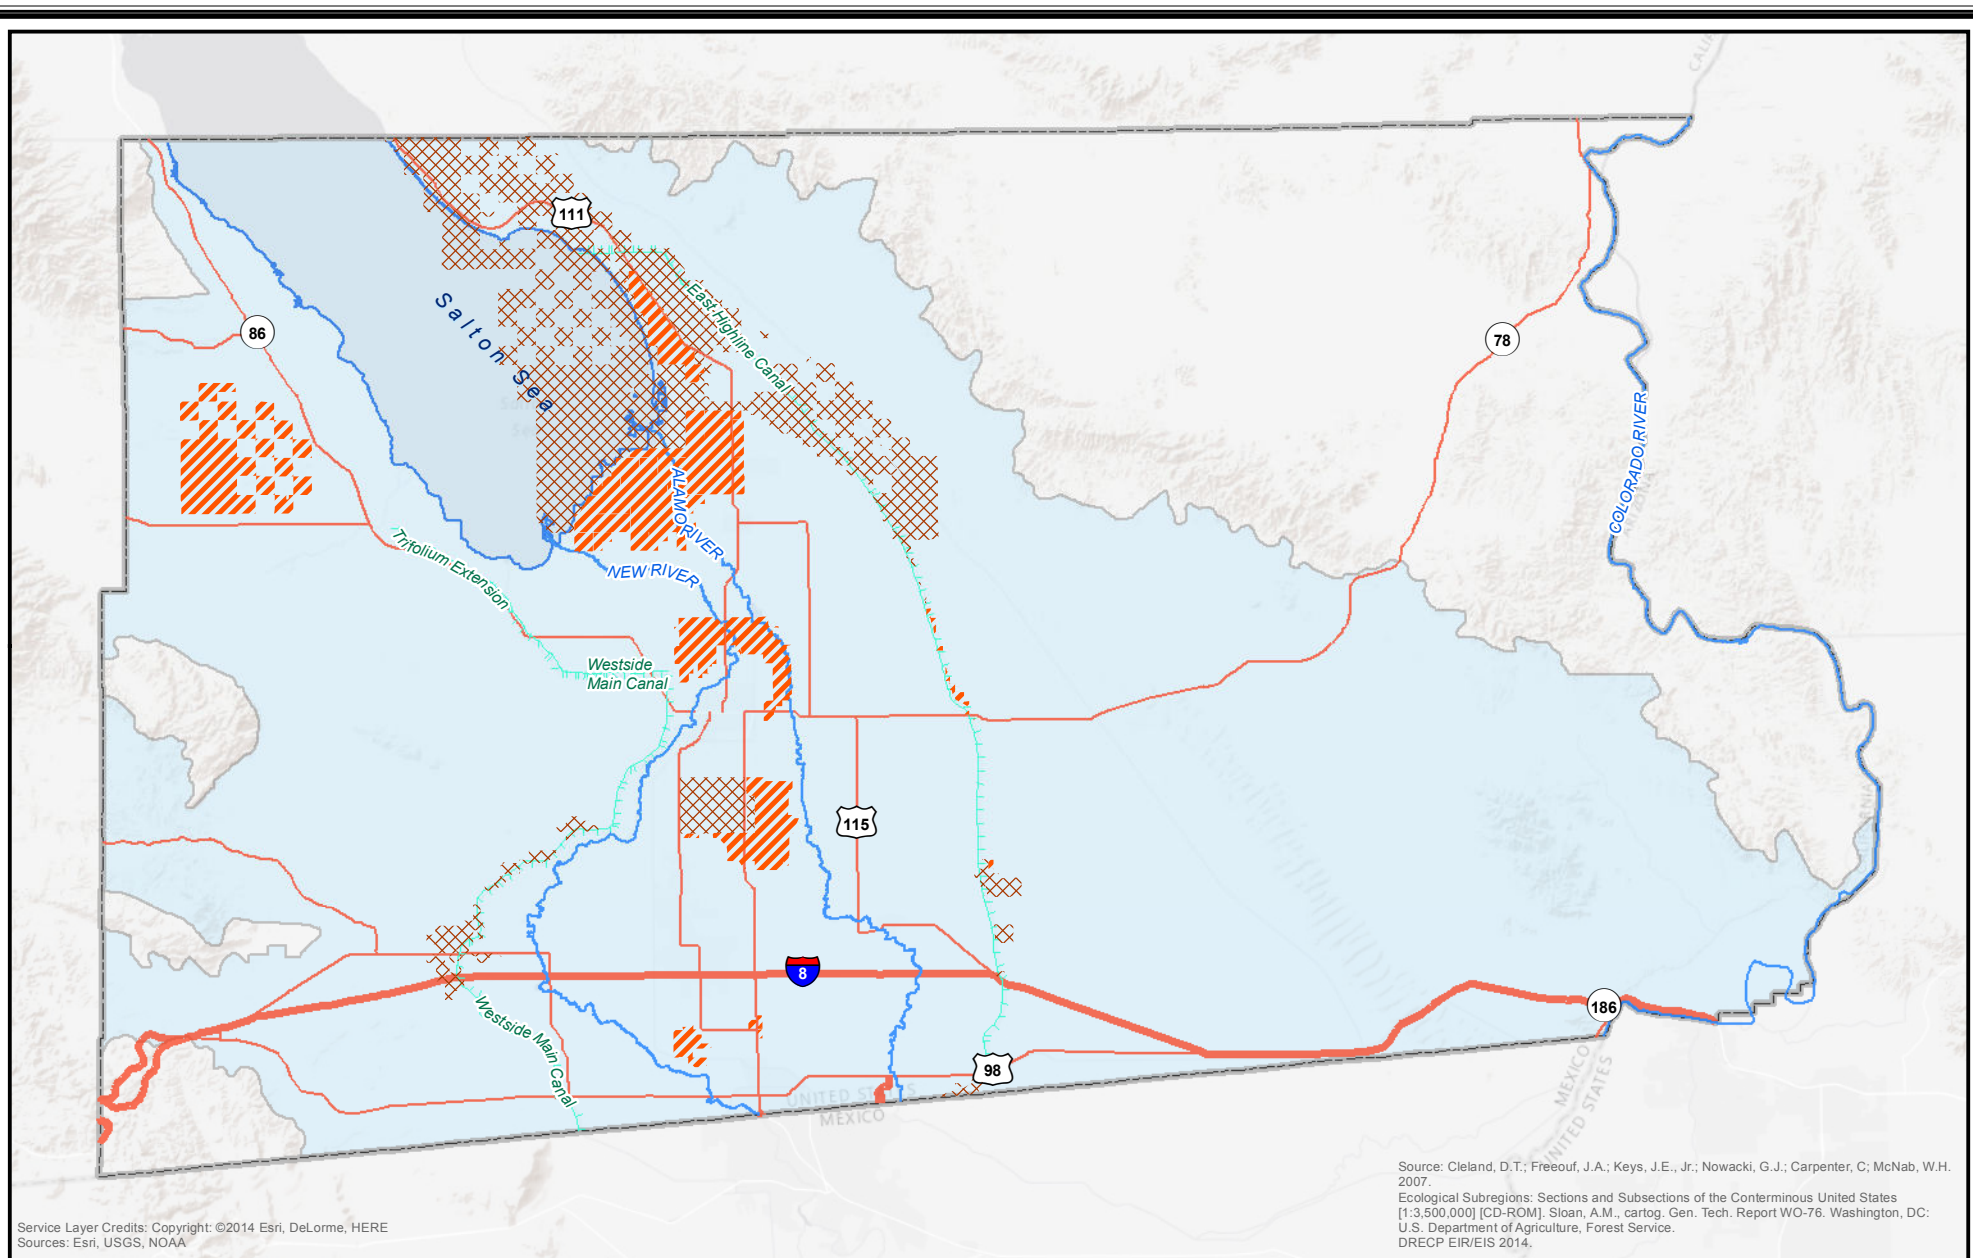 CALIF
111
Salton Sea
East Highline Canal
86
78
COLORADO RIVER
ALAMO RIVER
Trifolium Extension
NEW RIVER
Westside
Main Canal
115
8
Westside Main Canal
186
98
UNITED STATES
MEXICO
MEXICO
UNITED STATES
Source: Cleland, D.T.; Freeouf, J.A.; Keys, J.E., Jr.; Nowacki, G.J.; Carpenter, C; McNab, W.H.
2007.
Ecological Subregions: Sections and Subsections of the Conterminous United States
[1:3,500,000] [CD-ROM]. Sloan, A.M., cartog. Gen. Tech. Report WO-76. Washington, DC:
U.S. Department of Agriculture, Forest Service.
DRECP EIR/EIS 2014.
Service Layer Credits: Copyright: ©2014 Esri, DeLorme, HERE
Sources: Esri, USGS, NOAA